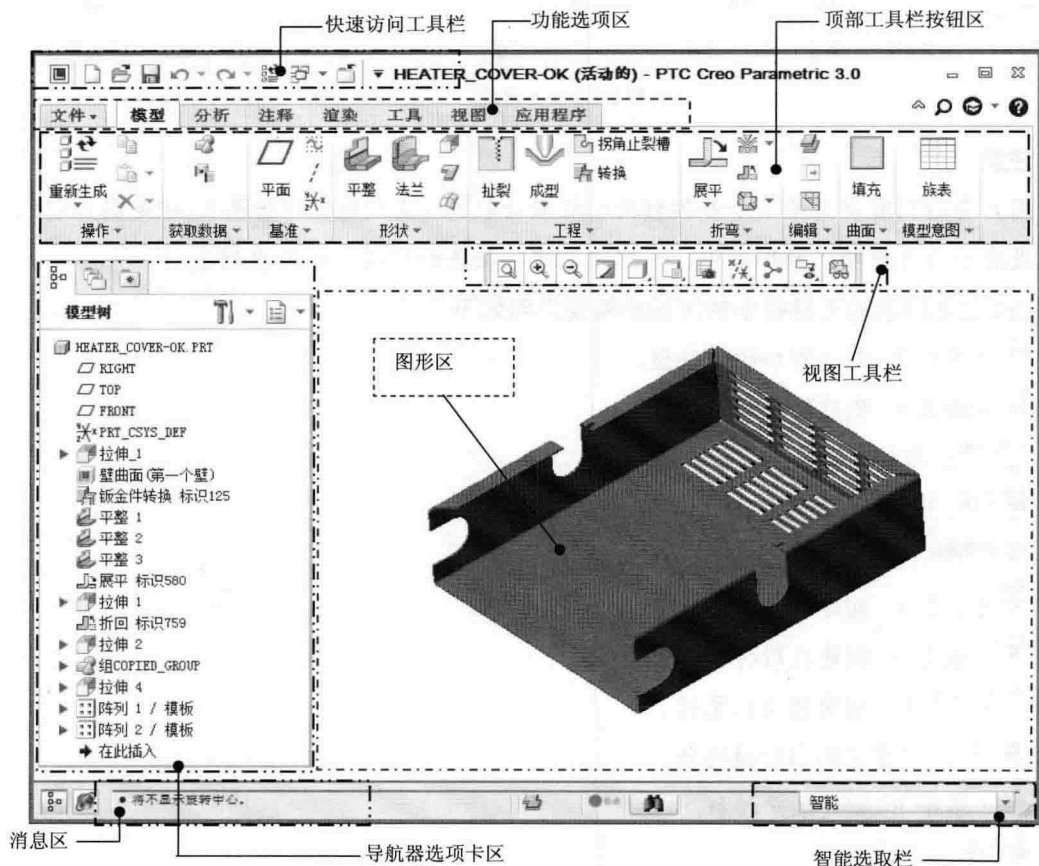 快速访问工具栏
功能选项区
顶部工具栏按钮区
HEATER_COVER-OK (活动的) - PTC Creo Parametric 3.0
文件 模型 分析 注释 渲染 工具 视图 应用程序
重新生成 平面 平整 法兰 扯裂 成型 拐角止裂槽 转换 展平 填充 族表
操作 获取数据 基准 形状 工程 折弯 编辑 曲面 模型意图
模型树
HEATER_COVER-OK.PRT
RIGHT
TOP
FRONT
PRT_CSYS_DEF
拉伸_1
壁曲面(第一个壁)
钣金件转换 标识125
平整 1
平整 2
平整 3
展平 标识580
拉伸 1
折回 标识759
拉伸 2
组COPIED_GROUP
拉伸 4
阵列 1 / 模板
阵列 2 / 模板
在此插入
图形区
视图工具栏
将不显示旋转中心。
智能
消息区
导航器选项卡区
智能选取栏